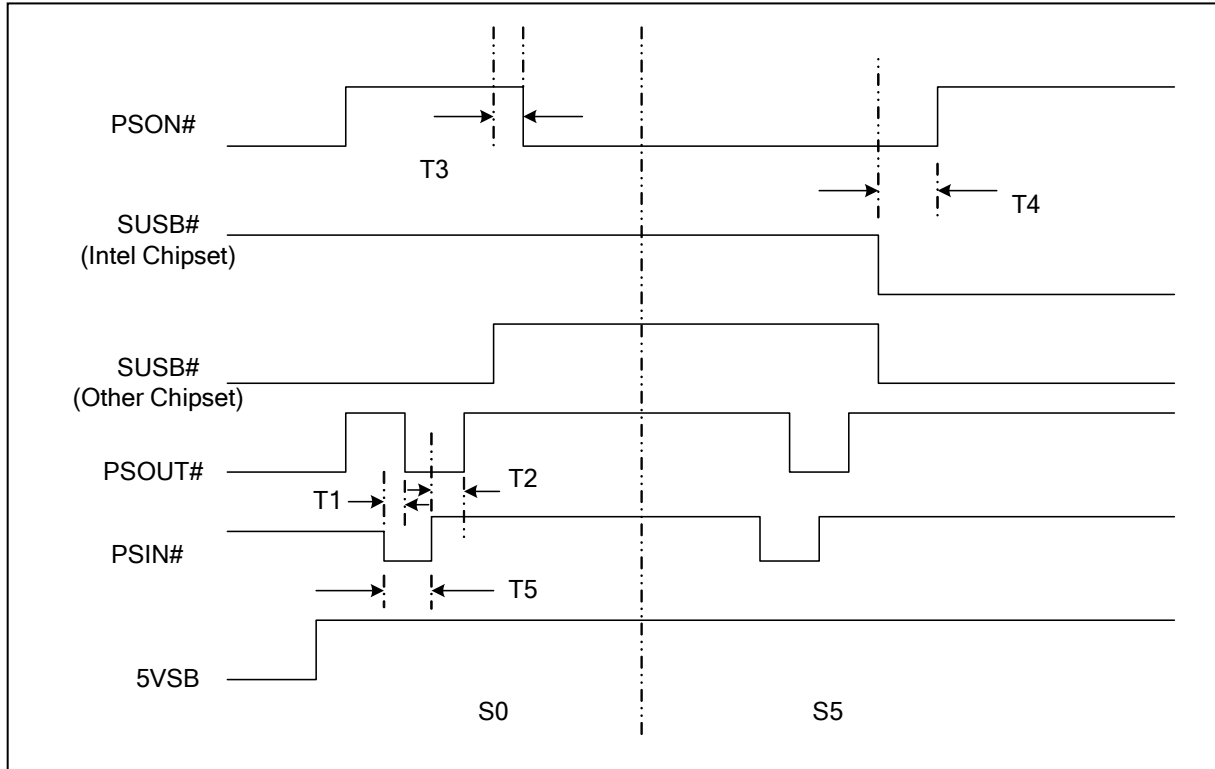 PSON#
T3
T4
SUSB#
(Intel Chipset)
SUSB#
(Other Chipset)
PSOUT#
T1
T2
PSIN#
T5
5VSB
S0
S5